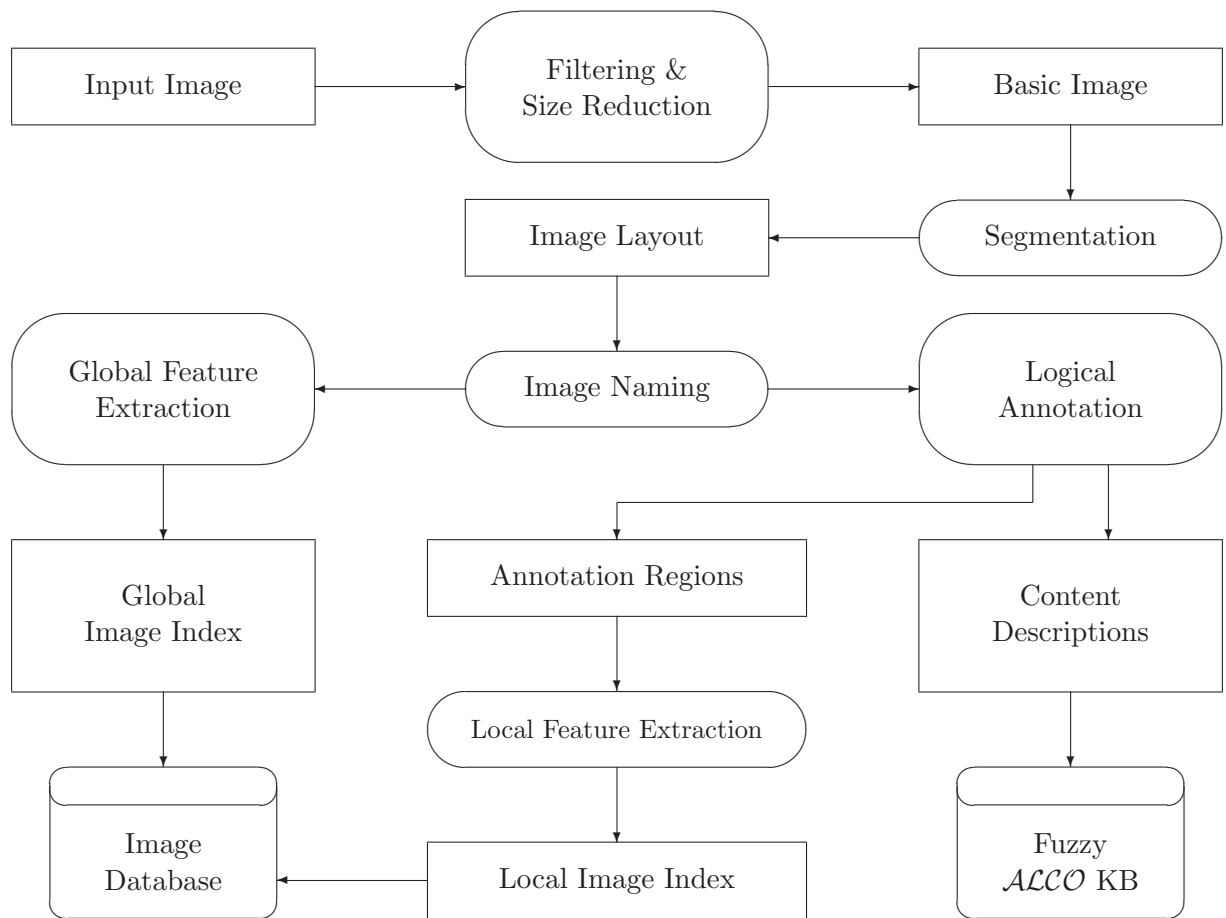 Input Image
Filtering &
Size Reduction
Basic Image
Image Layout
Segmentation
Global Feature
Extraction
Image Naming
Logical
Annotation
Global
Image Index
Annotation Regions
Content
Descriptions
Local Feature Extraction
Image
Database
Local Image Index
Fuzzy
𝒜ℒ𝒞𝒪 KB